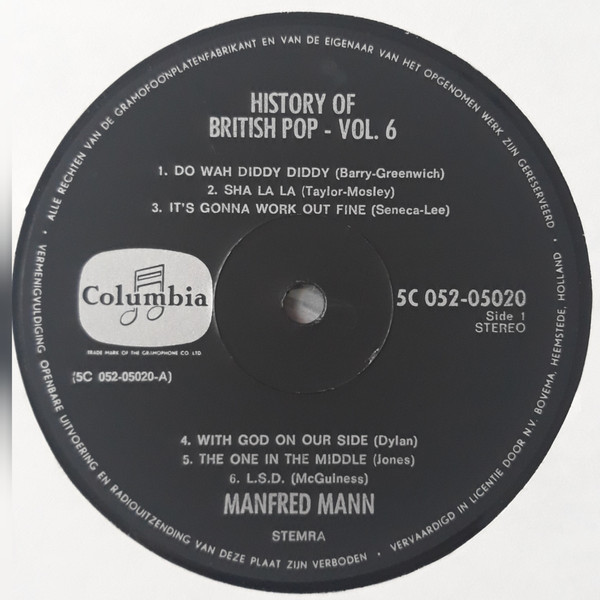 • ALLE RECHTEN VAN DE GRAMOFOONPLATENFABRIKANT EN VAN DE EIGENAAR VAN HET OPGENOMEN WERK ZIJN GERESERVEERD •
HISTORY OF
BRITISH POP - VOL. 6
1. DO WAH DIDDY DIDDY (Barry-Greenwich)
2. SHA LA LA (Taylor-Mosley)
3. IT'S GONNA WORK OUT FINE (Seneca-Lee)
Columbia
TRADE MARK OF THE GRAMOPHONE CO LTD
(5C 052-05020-A)
5C 052-05020
Side 1
STEREO
4. WITH GOD ON OUR SIDE (Dylan)
5. THE ONE IN THE MIDDLE (Jones)
6. L.S.D. (McGuiness)
MANFRED MANN
STEMRA
VERMENIGVULDIGING OPENBARE UITVOERING EN RADIOUITZENDING VAN DEZE PLAAT ZIJN VERBODEN • VERVAARDIGD IN LICENTIE DOOR N.V. BOVEMA, HEEMSTEDE, HOLLAND